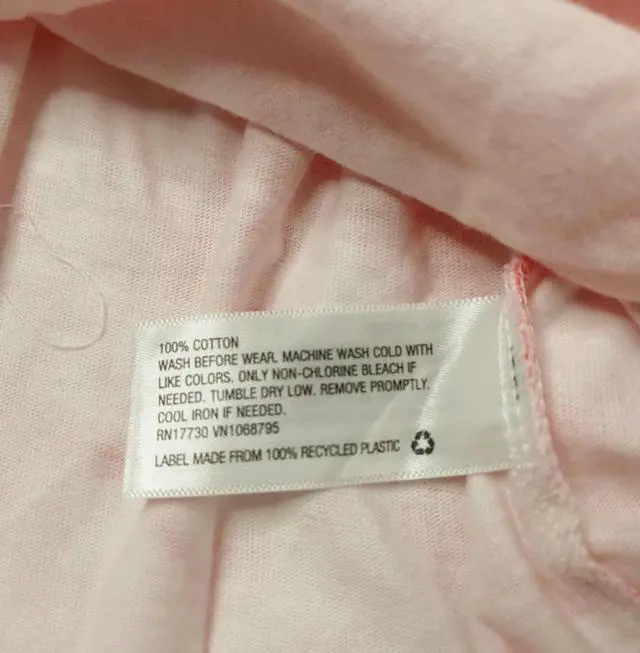 100% COTTON
WASH BEFORE WEAR. MACHINE WASH COLD WITH
LIKE COLORS. ONLY NON-CHLORINE BLEACH IF
NEEDED. TUMBLE DRY LOW. REMOVE PROMPTLY.
COOL IRON IF NEEDED.
RN17730 VN1068795
LABEL MADE FROM 100% RECYCLED PLASTIC